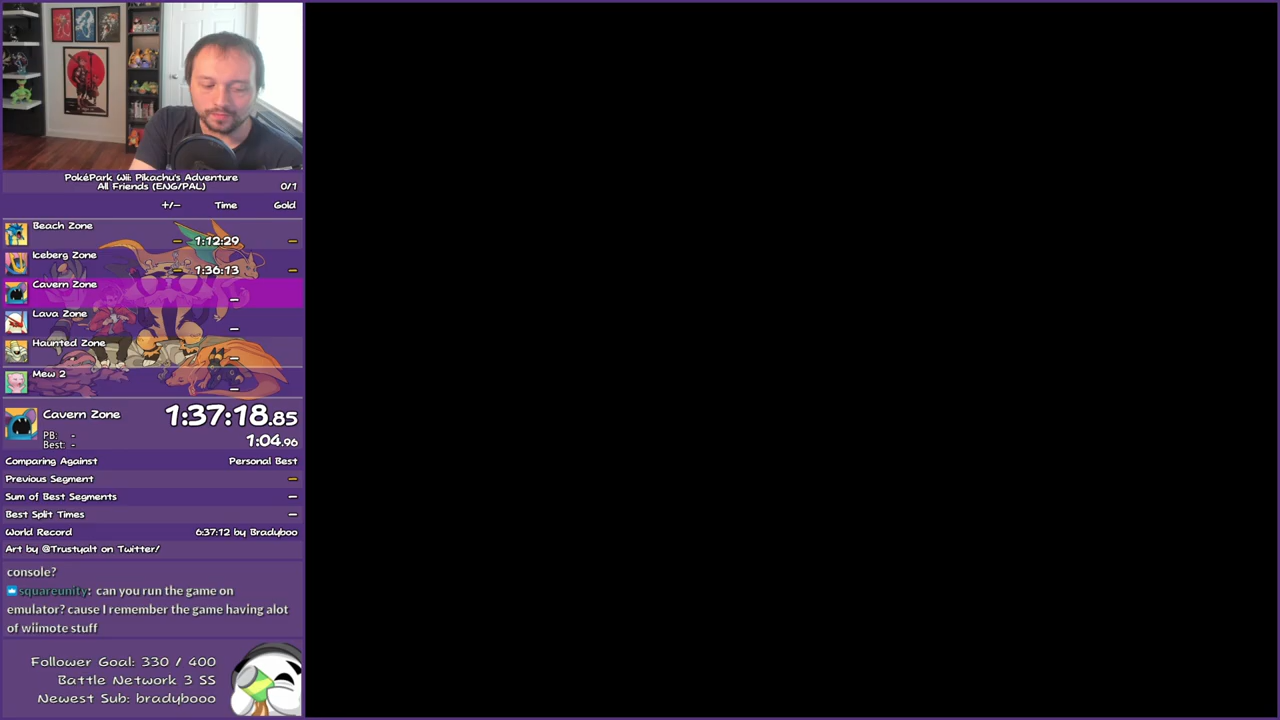 PokéPark Wii: Pikachu's Adventure
All Friends (ENG/PAL) 0/1
+/− Time Gold
Beach Zone
— 1:12:29 —
Iceberg Zone
— 1:36:13 —
Cavern Zone
—
Lava Zone
—
Haunted Zone
—
Mew 2
—
Cavern Zone 1:37:18.85
PB: -
Best: - 1:04.96
Comparing Against Personal Best
Previous Segment —
Sum of Best Segments —
Best Split Times —
World Record 6:37:12 by Bradyboo
Art by @Trustyalt on Twitter/
console?
squareunity: can you run the game on
emulator? cause I remember the game having alot
of wiimote stuff
Follower Goal: 330 / 400
Battle Network 3 SS
Newest Sub: bradybooo